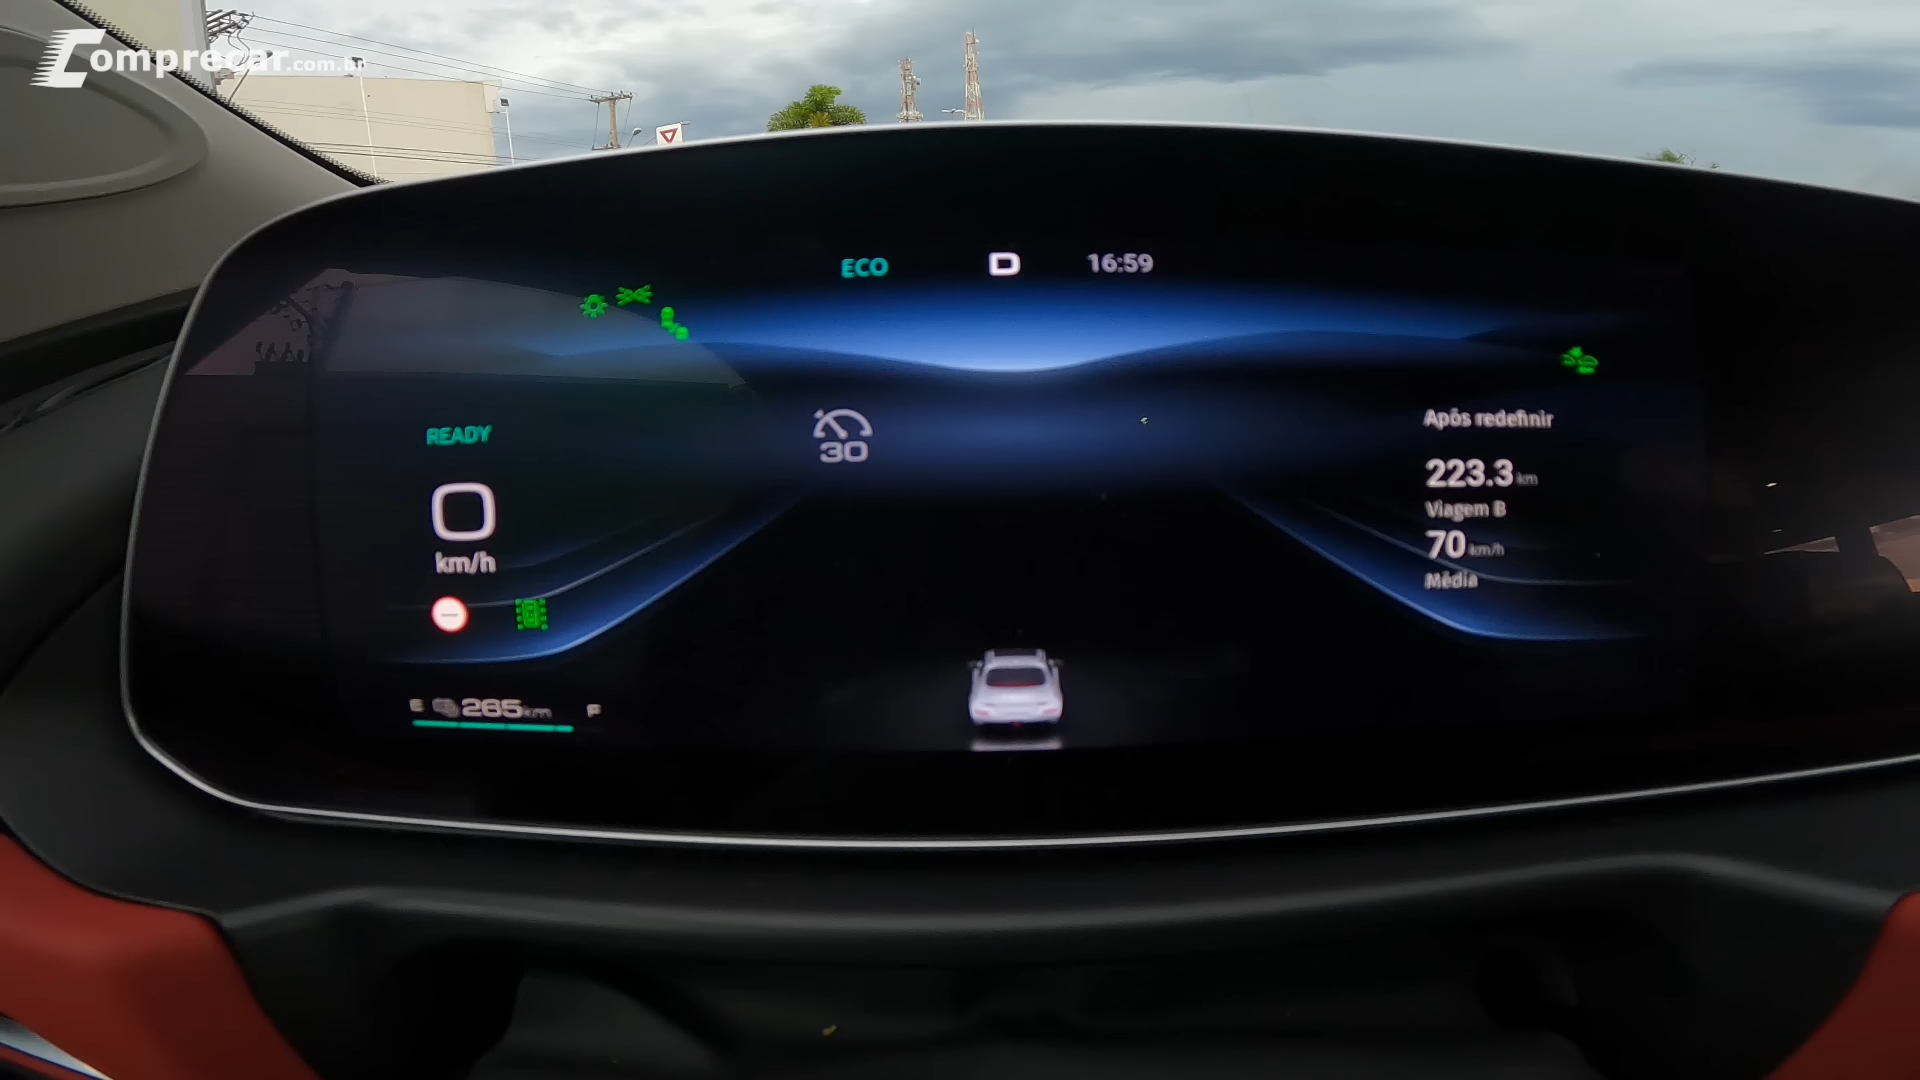 Comprecar.com.br
ECO D 16:59
READY
0
km/h
30
Após redefinir
223.3 km
Viagem B
70 km/h
Média
E 265 km F